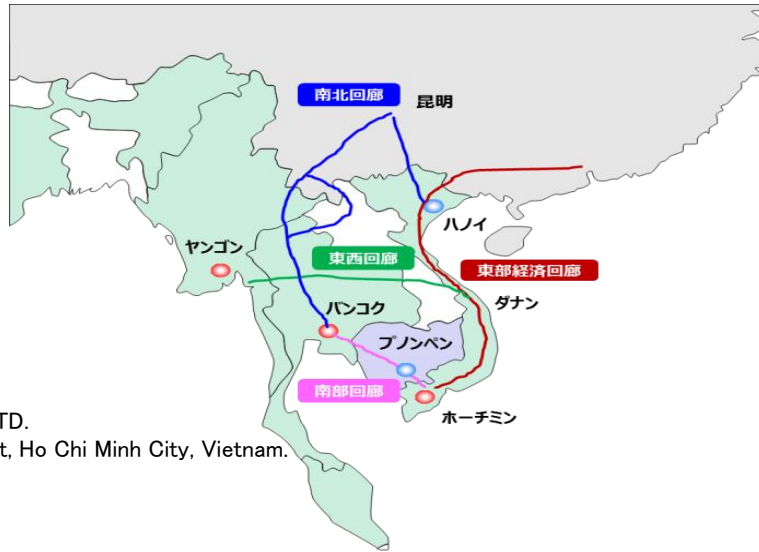 南北回廊
昆明
ハノイ
ヤンゴン
東西回廊
東部経済回廊
ダナン
バンコク
プノンペン
南部回廊
ホーチミン
TD.
t, Ho Chi Minh City, Vietnam.